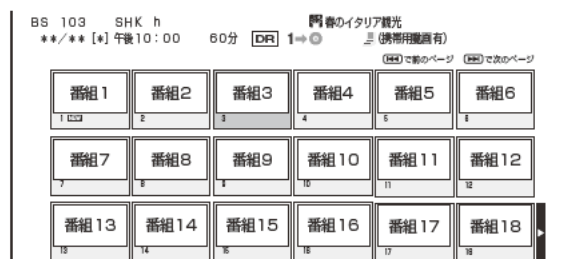 BS 103 SHK h 春のイタリア観光
**/** [*] 午後10:00 60分 DR 1⇒ (携帯用動画有)
で前のページ で次のページ
番組1 番組2 番組3 番組4 番組5 番組6
1 2 3 4 5 6
番組7 番組8 番組9 番組10 番組11 番組12
7 8 9 10 11 12
番組13 番組14 番組15 番組16 番組17 番組18
13 14 15 16 17 18